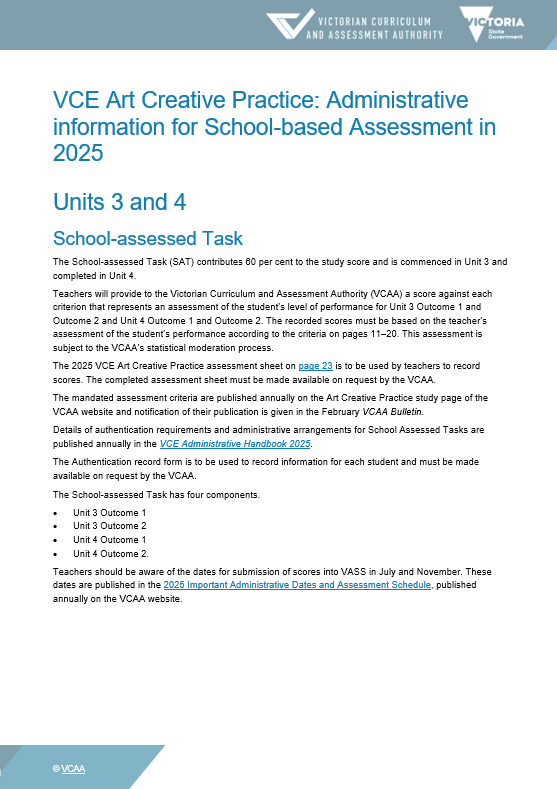 VICTORIAN CURRICULUM
AND ASSESSMENT AUTHORITY
VICTORIA
State
Government
VCE Art Creative Practice: Administrative
information for School-based Assessment in
2025
Units 3 and 4
School-assessed Task
The School-assessed Task (SAT) contributes 60 per cent to the study score and is commenced in Unit 3 and
completed in Unit 4.
Teachers will provide to the Victorian Curriculum and Assessment Authority (VCAA) a score against each
criterion that represents an assessment of the student's level of performance for Unit 3 Outcome 1 and
Outcome 2 and Unit 4 Outcome 1 and Outcome 2. The recorded scores must be based on the teacher's
assessment of the student's performance according to the criteria on pages 11–20. This assessment is
subject to the VCAA's statistical moderation process.
The 2025 VCE Art Creative Practice assessment sheet on page 23 is to be used by teachers to record
scores. The completed assessment sheet must be made available on request by the VCAA.
The mandated assessment criteria are published annually on the Art Creative Practice study page of the
VCAA website and notification of their publication is given in the February VCAA Bulletin.
Details of authentication requirements and administrative arrangements for School Assessed Tasks are
published annually in the VCE Administrative Handbook 2025.
The Authentication record form is to be used to record information for each student and must be made
available on request by the VCAA.
The School-assessed Task has four components.
• Unit 3 Outcome 1
• Unit 3 Outcome 2
• Unit 4 Outcome 1
• Unit 4 Outcome 2.
Teachers should be aware of the dates for submission of scores into VASS in July and November. These
dates are published in the 2025 Important Administrative Dates and Assessment Schedule, published
annually on the VCAA website.
© VCAA